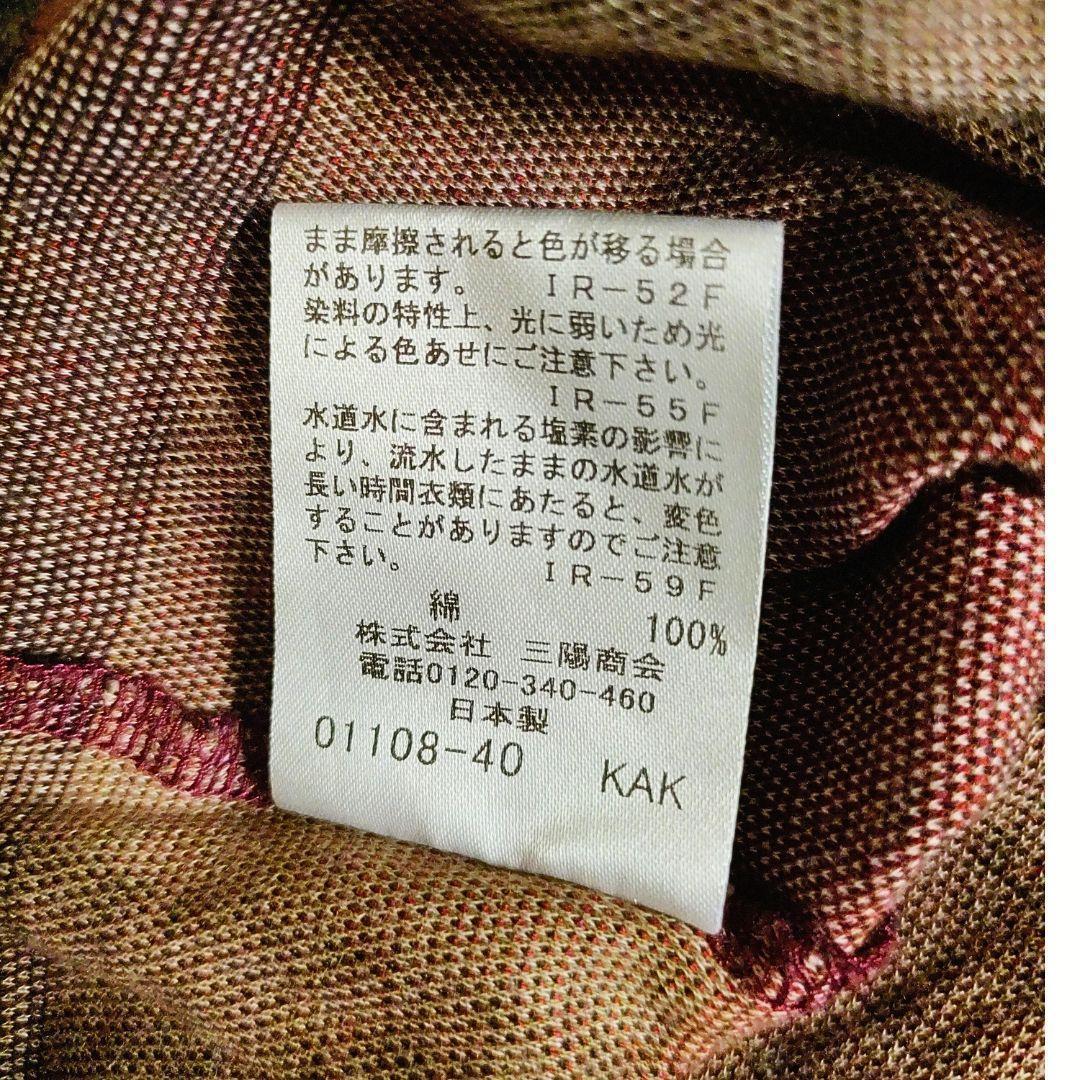 まま摩擦されると色が移る場合
があります。 IR-52F
染料の特性上、光に弱いため光
による色あせにご注意下さい。
IR-55F
水道水に含まれる塩素の影響に
より、流水したままの水道水が
長い時間衣類にあたると、変色
することがありますのでご注意
下さい。 IR-59F
綿 100%
株式会社 三陽商会
電話0120-340-460
日本製
01108-40 KAK